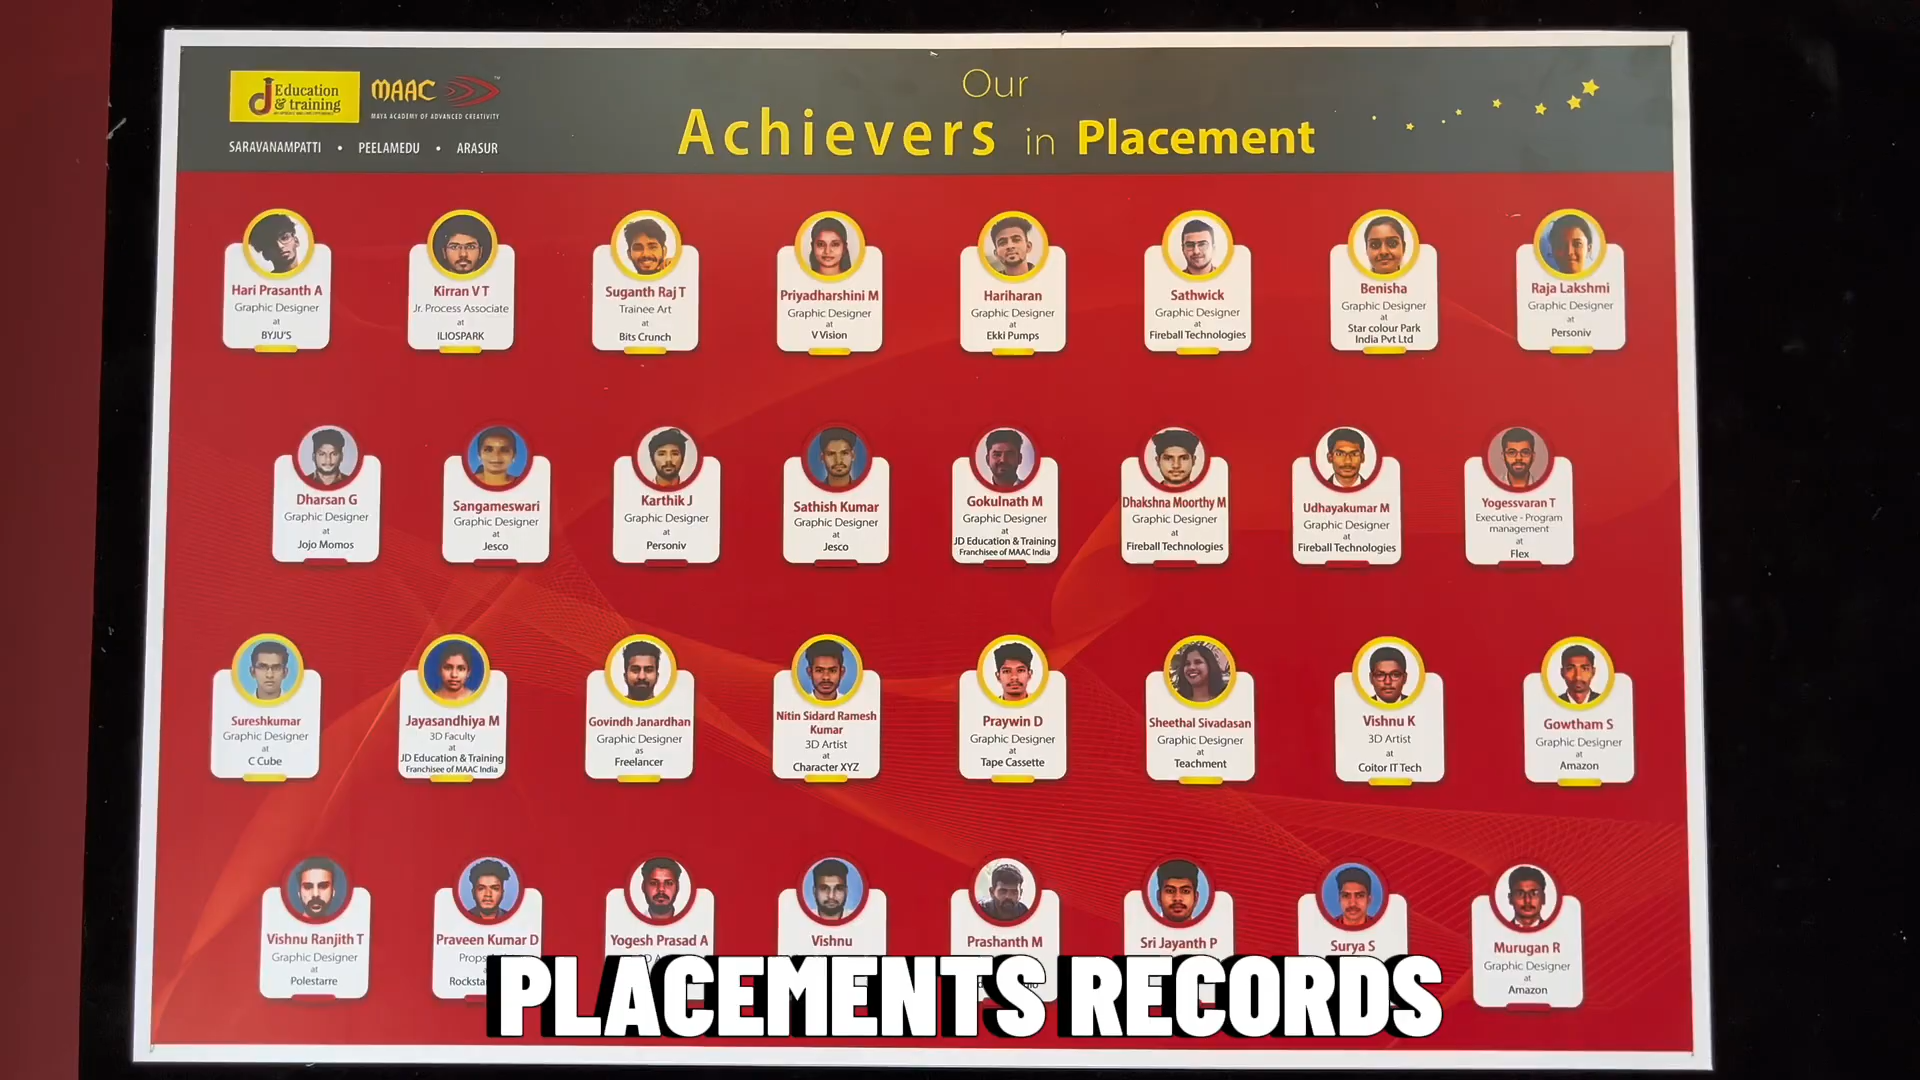 Education
& training
MAAC
MAYA ACADEMY OF ADVANCED CREATIVITY
SARAVANAMPATTI • PEELAMEDU • ARASUR
Our
Achievers in Placement
Hari Prasanth A
Graphic Designer
at
BYJU'S
Kirran V T
Jr. Process Associate
at
ILIOSPARK
Suganth Raj T
Trainee Art
at
Bits Crunch
Priyadharshini M
Graphic Designer
at
V Vision
Hariharan
Graphic Designer
at
Ekki Pumps
Sathwick
Graphic Designer
at
Fireball Technologies
Benisha
Graphic Designer
at
Star colour Park
India Pvt Ltd
Raja Lakshmi
Graphic Designer
at
Personiv
Dharsan G
Graphic Designer
at
Jojo Momos
Sangameswari
Graphic Designer
at
Jesco
Karthik J
Graphic Designer
at
Personiv
Sathish Kumar
Graphic Designer
at
Jesco
Gokulnath M
Graphic Designer
at
JD Education & Training
Franchisee of MAAC India
Dhakshna Moorthy M
Graphic Designer
at
Fireball Technologies
Udhayakumar M
Graphic Designer
at
Fireball Technologies
Yogessvaran T
Executive - Program
management
at
Flex
Sureshkumar
Graphic Designer
at
C Cube
Jayasandhiya M
3D Faculty
at
JD Education & Training
Franchisee of MAAC India
Govindh Janardhan
Graphic Designer
as
Freelancer
Nitin Sidard Ramesh
Kumar
3D Artist
at
Character XYZ
Praywin D
Graphic Designer
at
Tape Cassette
Sheethal Sivadasan
Graphic Designer
at
Teachment
Vishnu K
3D Artist
at
Coitor IT Tech
Gowtham S
Graphic Designer
at
Amazon
Vishnu Ranjith T
Graphic Designer
at
Polestarre
Praveen Kumar D
Yogesh Prasad A
Vishnu
Prashanth M
Sri Jayanth P
Surya S
Murugan R
Graphic Designer
at
Amazon
PLACEMENTS RECORDS